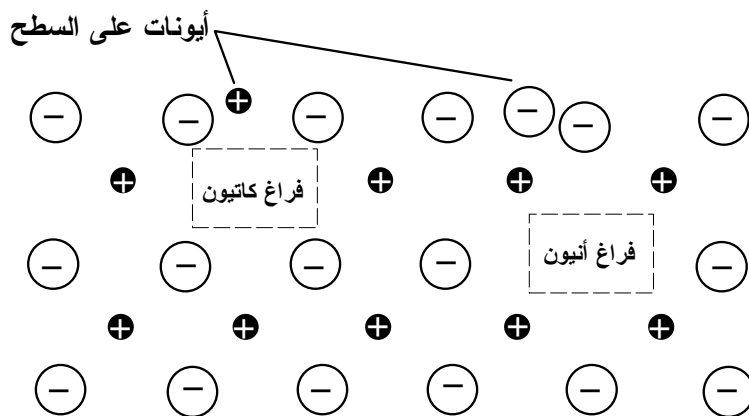 أيونات على السطح
فراغ كاتيون
فراغ أنيون